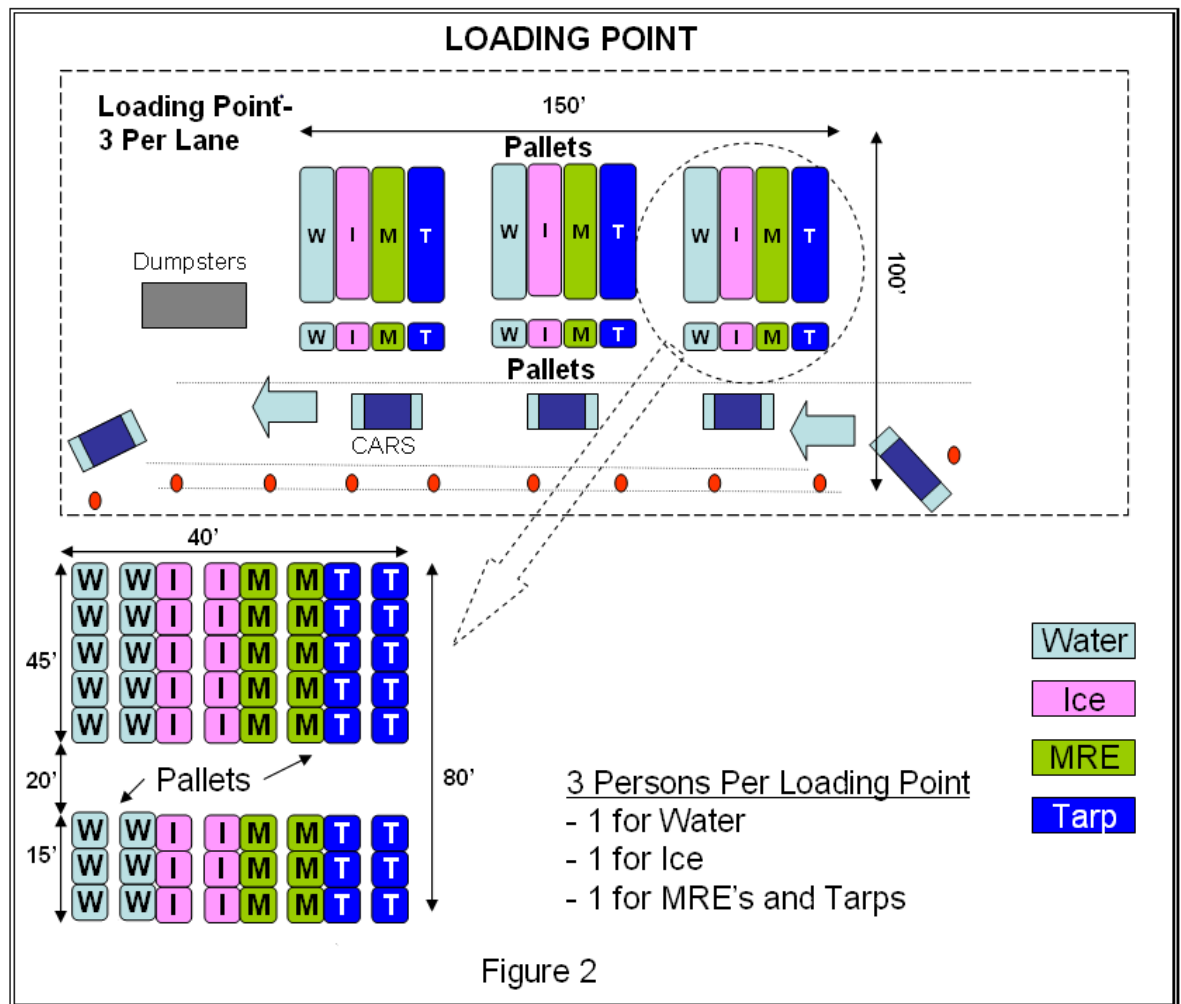 LOADING POINT
Loading Point-
3 Per Lane
150'
Pallets
W I M T W I M T W I M T
Dumpsters
100'
W I M T W I M T W I M T
Pallets
CARS
40'
W W I I M M T T
W W I I M M T T
45'
W W I I M M T T
W W I I M M T T
W W I I M M T T
20'
Pallets
80'
W W I I M M T T
15'
W W I I M M T T
W W I I M M T T
Water
Ice
MRE
Tarp
3 Persons Per Loading Point
- 1 for Water
- 1 for Ice
- 1 for MRE's and Tarps
Figure 2